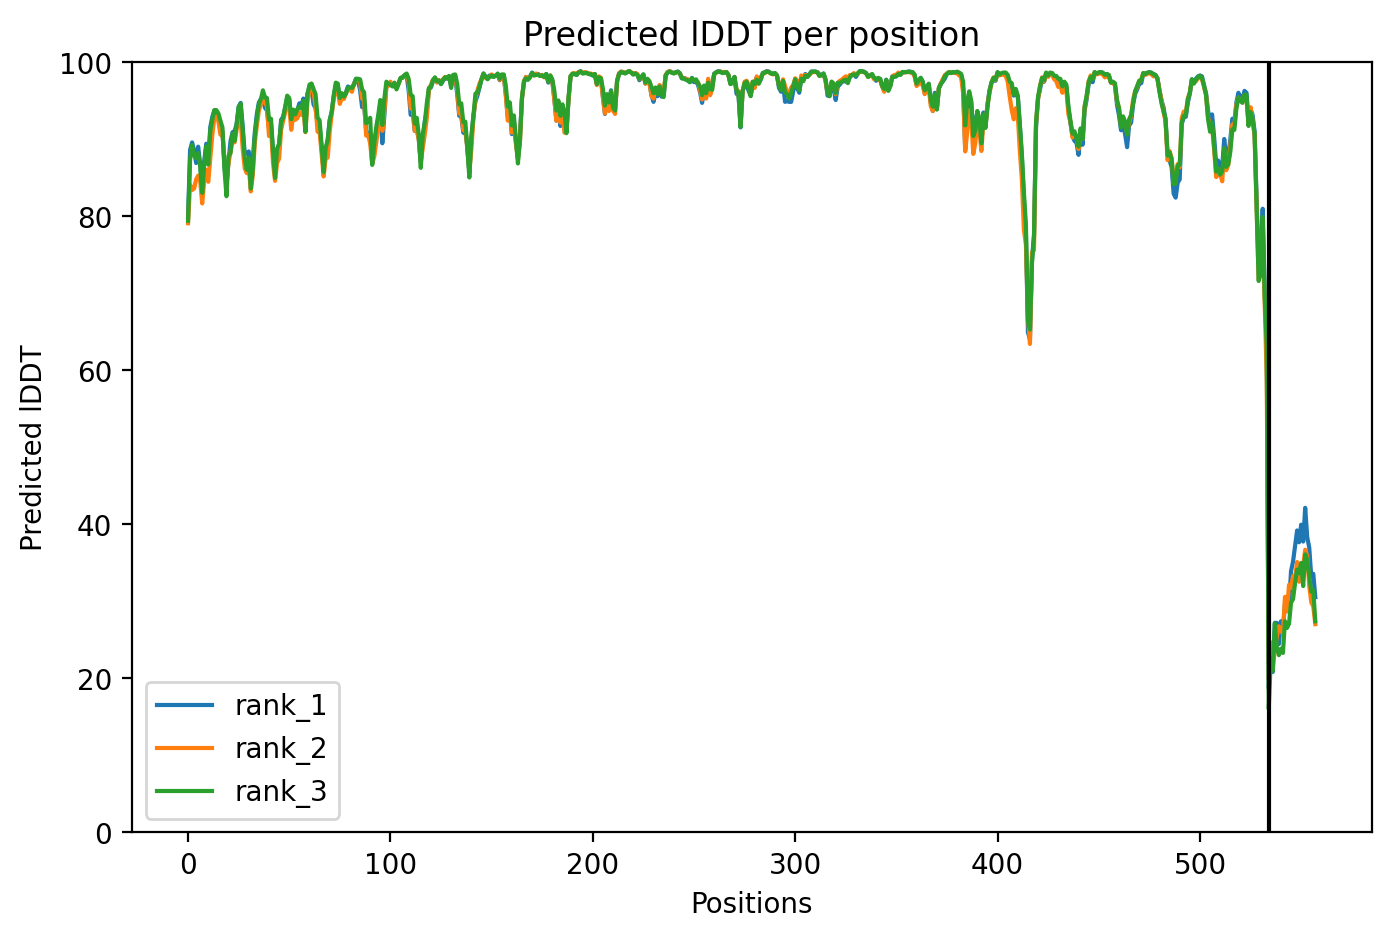 Predicted lDDT per position
100
80
60
40
20
0
Predicted lDDT
0 100 200 300 400 500
Positions
rank_1
rank_2
rank_3